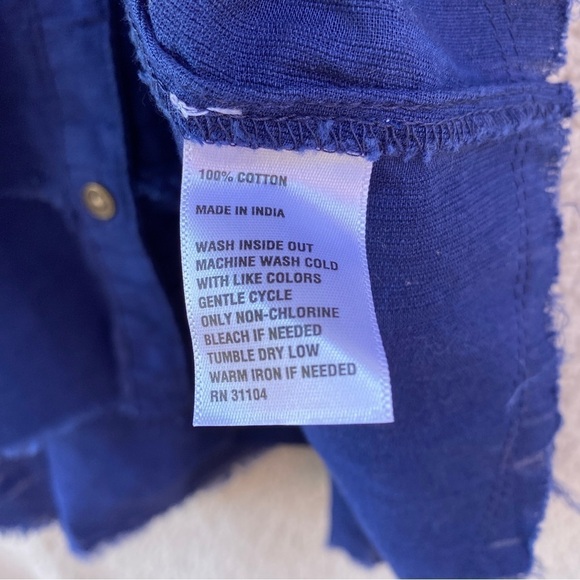 100% COTTON
MADE IN INDIA
WASH INSIDE OUT
MACHINE WASH COLD
WITH LIKE COLORS
GENTLE CYCLE
ONLY NON-CHLORINE
BLEACH IF NEEDED
TUMBLE DRY LOW
WARM IRON IF NEEDED
RN 31104